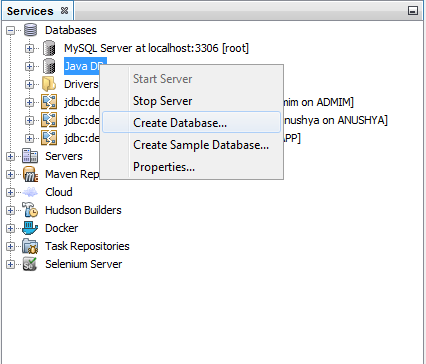 Services
Databases
MySQL Server at localhost:3306 [root]
Java DB
Start Server
Drivers
Stop Server
jdbc:de mim on ADMIM]
Create Database...
jdbc:de nushya on ANUSHYA]
Create Sample Database...
jdbc:de APP]
Servers
Properties...
Maven Rep
Cloud
Hudson Builders
Docker
Task Repositories
Selenium Server